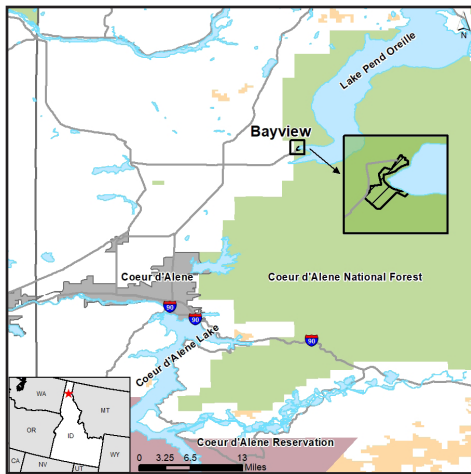 N
Lake Pend Oreille
Bayview
Coeur d'Alene
Coeur d'Alene National Forest
90
90
90
Coeur d'Alene Lake
Coeur d'Alene Reservation
WA
MT
OR
ID
WY
CA
NV
UT
0 3.25 6.5 13
Miles